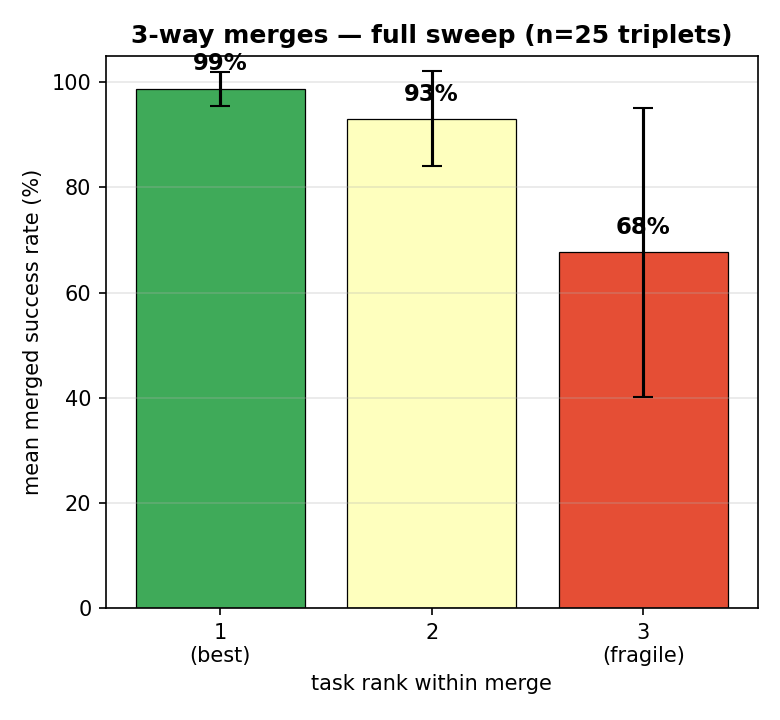 3-way merges — full sweep (n=25 triplets)
99%
93%
68%
mean merged success rate (%)
100
80
60
40
20
0
1
(best)
2
3
(fragile)
task rank within merge